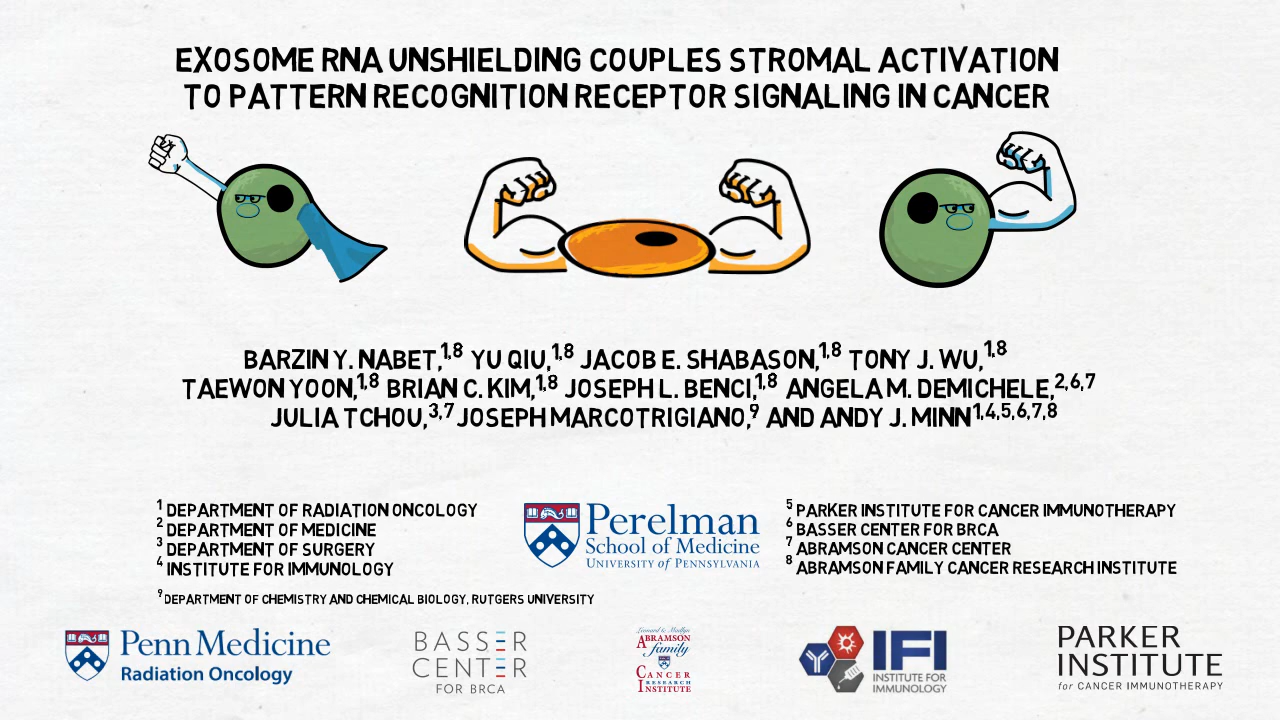 EXOSOME RNA UNSHIELDING COUPLES STROMAL ACTIVATION
TO PATTERN RECOGNITION RECEPTOR SIGNALING IN CANCER
BARZIN Y. NABET,1,8 YU QIU,1,8 JACOB E. SHABASON,1,8 TONY J. WU,1,8
TAEWON YOON,1,8 BRIAN C. KIM,1,8 JOSEPH L. BENCI,1,8 ANGELA M. DEMICHELE,2,6,7
JULIA TCHOU,3,7 JOSEPH MARCOTRIGIANO,9 AND ANDY J. MINN1,4,5,6,7,8
1 DEPARTMENT OF RADIATION ONCOLOGY
2 DEPARTMENT OF MEDICINE
3 DEPARTMENT OF SURGERY
4 INSTITUTE FOR IMMUNOLOGY
Perelman
School of Medicine
UNIVERSITY of PENNSYLVANIA
5 PARKER INSTITUTE FOR CANCER IMMUNOTHERAPY
6 BASSER CENTER FOR BRCA
7 ABRAMSON CANCER CENTER
8 ABRAMSON FAMILY CANCER RESEARCH INSTITUTE
9 DEPARTMENT OF CHEMISTRY AND CHEMICAL BIOLOGY, RUTGERS UNIVERSITY
Penn Medicine
Radiation Oncology
BASSER
CENTER
FOR BRCA
Leonard & Madlyn
ABRAMSON
family
CANCER
RESEARCH
INSTITUTE
IFI
INSTITUTE FOR
IMMUNOLOGY
PARKER
INSTITUTE
for CANCER IMMUNOTHERAPY